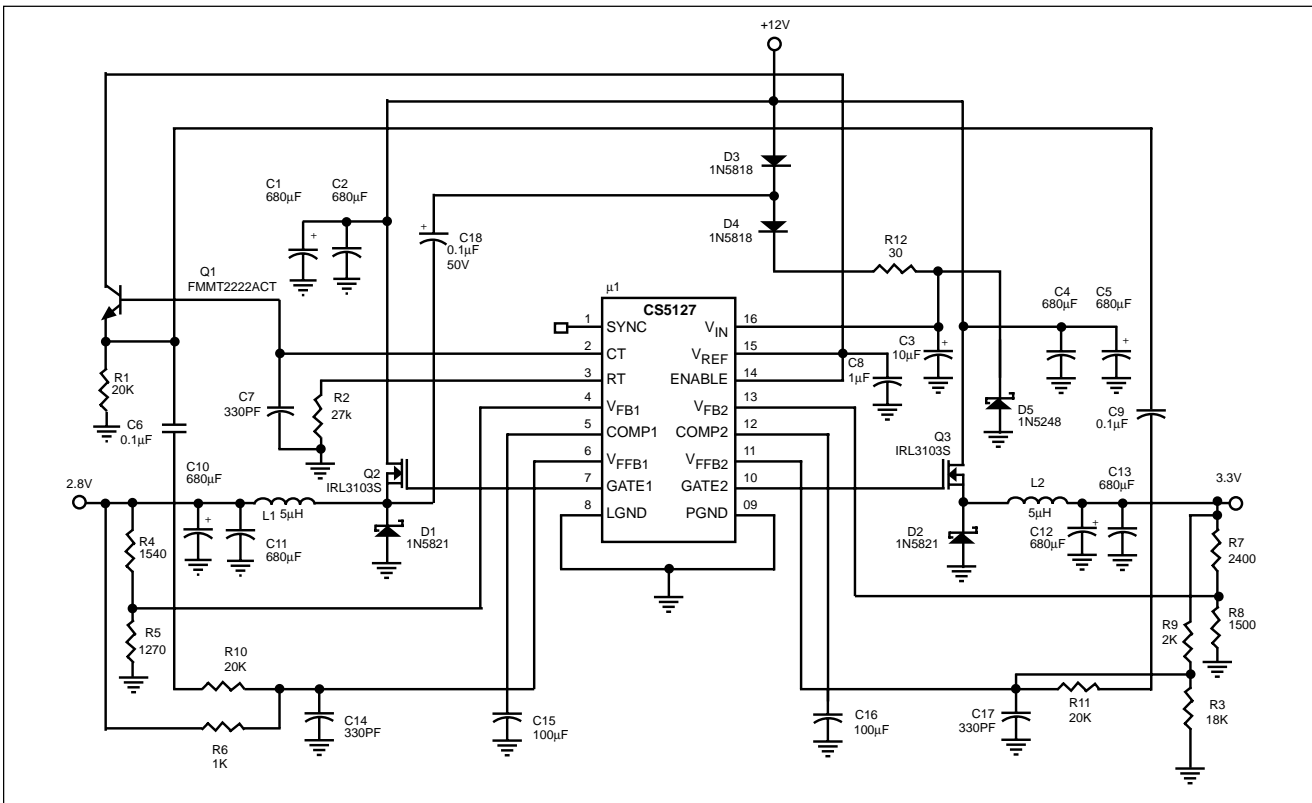 +12V
D3
1N5818
C1
680µF
C2
680µF
D4
1N5818
C18
+
0.1µF
50V
R12
30
Q1
FMMT2222ACT
+
µ1
CS5127
C4
680µF
C5
680µF
1 SYNC
2 CT
3 RT
4 VFB1
5 COMP1
6 VFFB1
7 GATE1
8 LGND
VIN 16
VREF 15
ENABLE 14
VFB2 13
COMP2 12
VFFB2 11
GATE2 10
PGND 09
C3
10µF
+
+
C8
1µF
R1
20K
C7
330PF
R2
27k
C6
0.1µF
D5
1N5248
C9
0.1µF
Q3
IRL3103S
Q2
IRL3103S
C10
680µF
2.8V
L1 5µH
+
C11
680µF
D1
1N5821
R4
1540
R5
1270
C13
680µF
3.3V
L2
5µH
D2
1N5821
C12
680µF
+
R7
2400
R8
1500
R9
2K
R10
20K
R6
1K
C14
330PF
C15
100µF
C16
100µF
C17
330PF
R11
20K
R3
18K